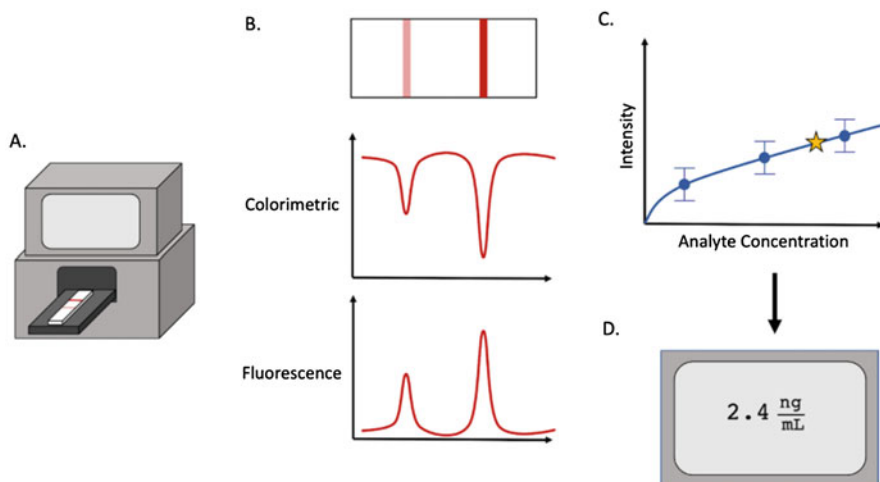 A.
B.
Colorimetric
Fluorescence
C.
Intensity
Analyte Concentration
D.
2.4 ng/mL